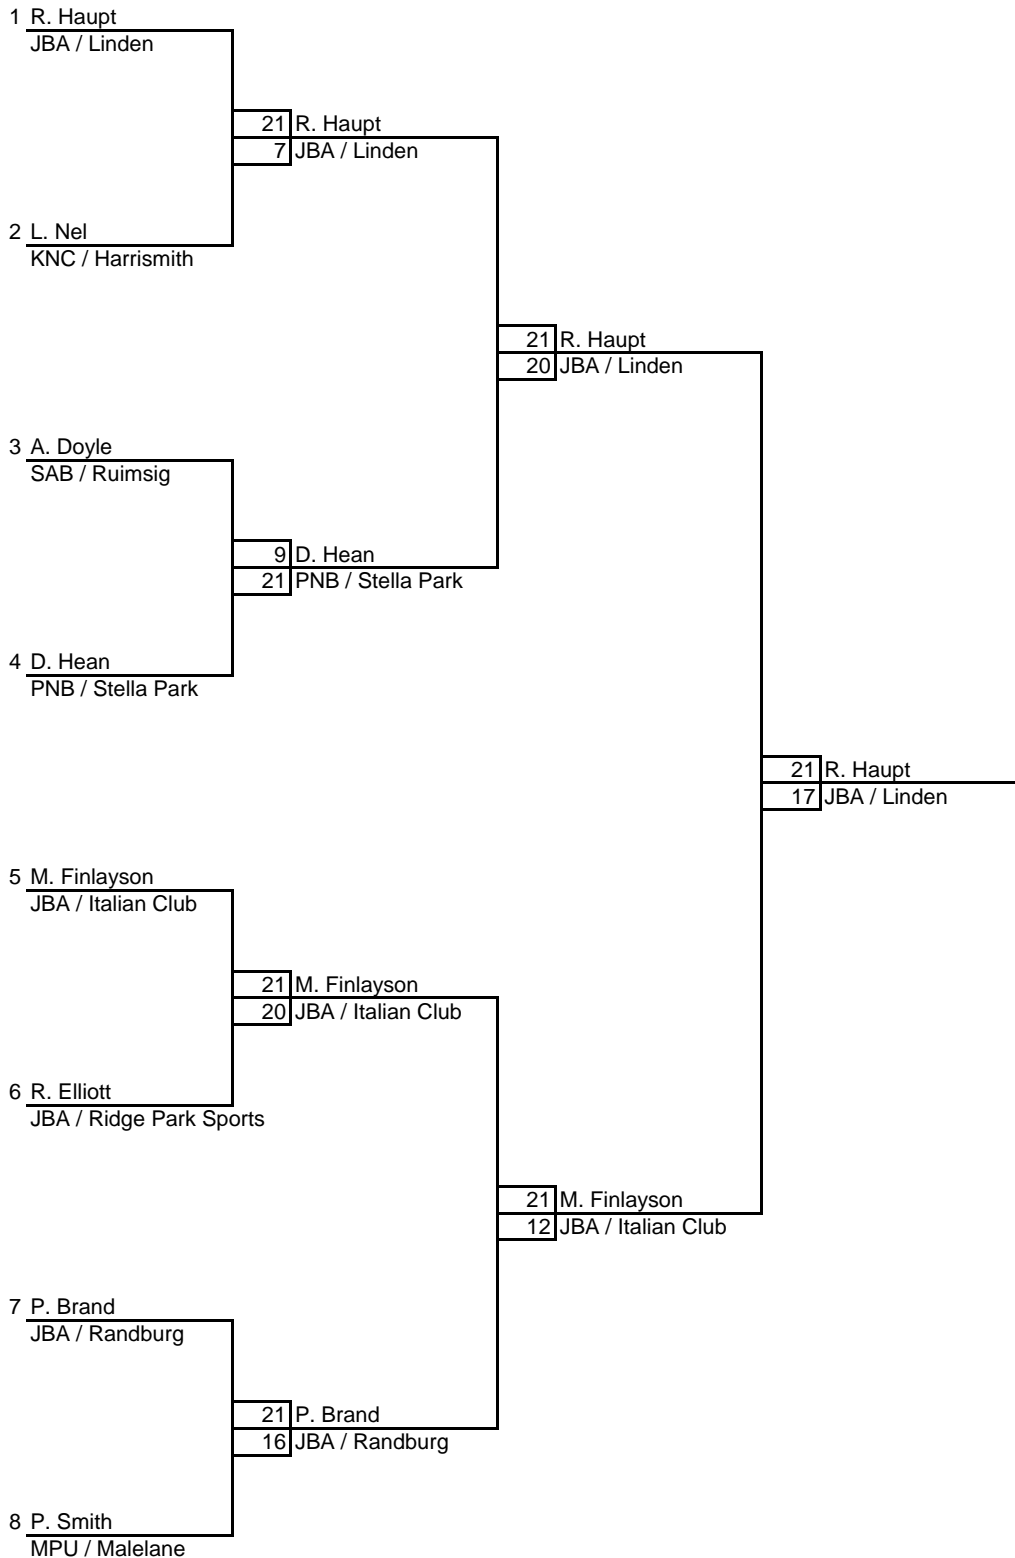 1 R. Haupt
JBA / Linden
21 R. Haupt
7 JBA / Linden
2 L. Nel
KNC / Harrismith
21 R. Haupt
20 JBA / Linden
3 A. Doyle
SAB / Ruimsig
9 D. Hean
21 PNB / Stella Park
4 D. Hean
PNB / Stella Park
21 R. Haupt
17 JBA / Linden
5 M. Finlayson
JBA / Italian Club
21 M. Finlayson
20 JBA / Italian Club
6 R. Elliott
JBA / Ridge Park Sports
21 M. Finlayson
12 JBA / Italian Club
7 P. Brand
JBA / Randburg
21 P. Brand
16 JBA / Randburg
8 P. Smith
MPU / Malelane